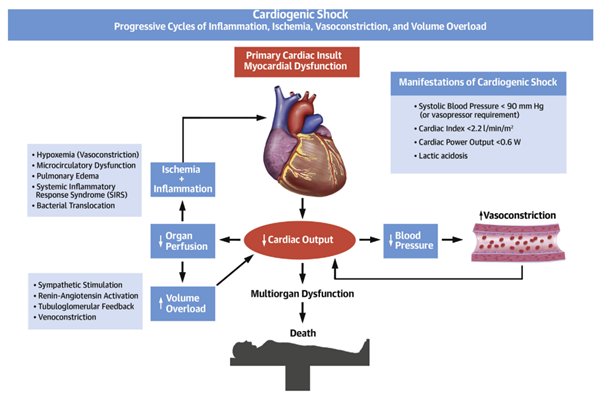 Cardiogenic Shock
Progressive Cycles of Inflammation, Ischemia, Vasoconstriction, and Volume Overload
Primary Cardiac Insult
Myocardial Dysfunction
Manifestations of Cardiogenic Shock
• Systolic Blood Pressure < 90 mm Hg
(or vasopressor requirement)
• Cardiac Index <2.2 l/min/m²
• Cardiac Power Output <0.6 W
• Lactic acidosis
• Hypoxemia (Vasoconstriction)
• Microcirculatory Dysfunction
• Pulmonary Edema
• Systemic Inflammatory
Response Syndrome (SIRS)
• Bacterial Translocation
Ischemia
+
Inflammation
↓ Organ
Perfusion
↓ Cardiac Output
↓ Blood
Pressure
↑ Vasoconstriction
• Sympathetic Stimulation
• Renin-Angiotensin Activation
• Tubuloglomerular Feedback
• Venoconstriction
↑ Volume
Overload
Multiorgan Dysfunction
Death